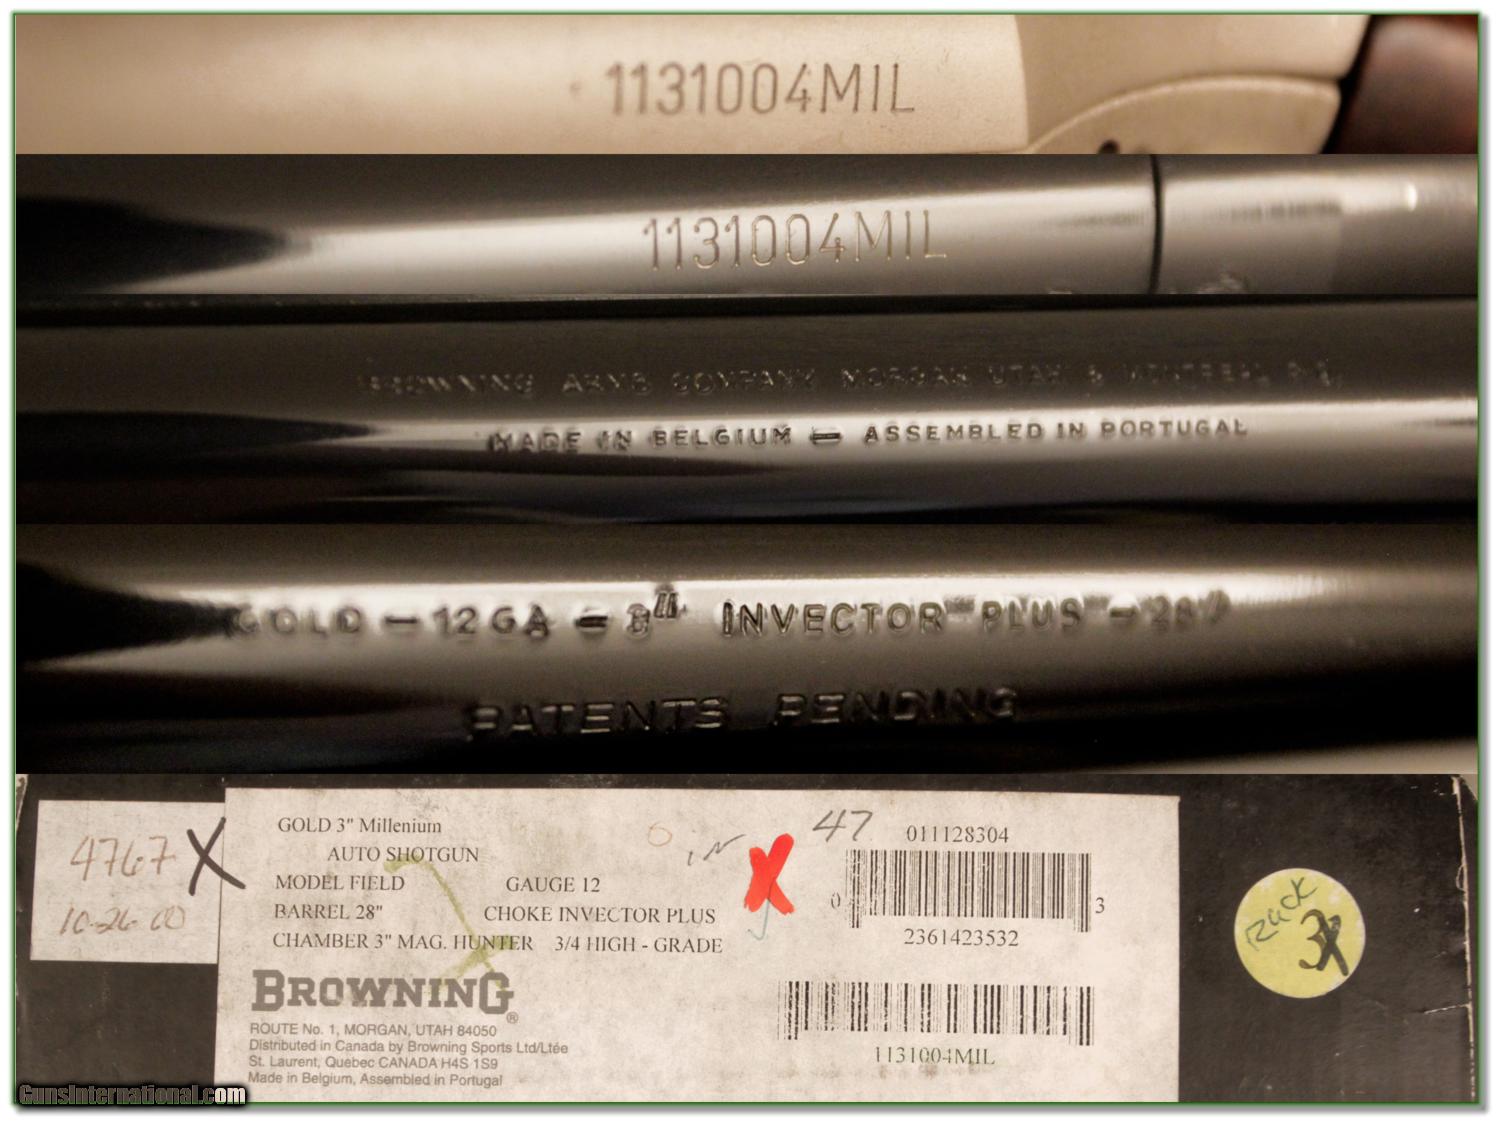 1131004MIL
1131004MIL
BROWNING ARMS COMPANY MORGAN UTAH & MONTREAL P.Q.
MADE IN BELGIUM — ASSEMBLED IN PORTUGAL
GOLD — 12 GA — 3" INVECTOR PLUS — 28"
PATENTS PENDING
4767 X
10-26-00
GOLD 3" Millenium
AUTO SHOTGUN
MODEL FIELD GAUGE 12
BARREL 28" CHOKE INVECTOR PLUS
CHAMBER 3" MAG. HUNTER 3/4 HIGH - GRADE
BROWNING®
ROUTE No. 1, MORGAN, UTAH 84050
Distributed in Canada by Browning Sports Ltd/Ltée
St. Laurent, Quebec CANADA H4S 1S9
Made in Belgium, Assembled in Portugal
47
X
011128304
0 3
2361423532
1131004MIL
Rack
3X
GunsInternational.com